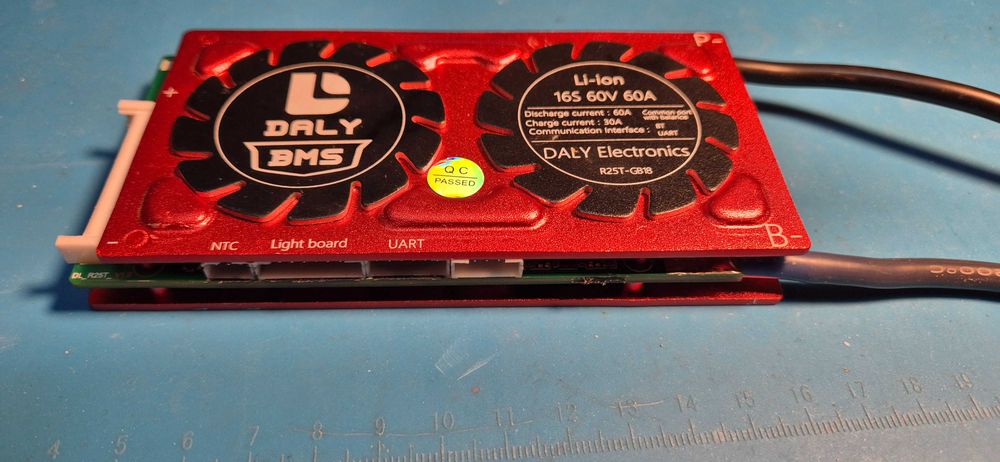 P-
+
DALY
BMS
Li-ion
16S 60V 60A
Discharge current : 60A
Common port
with Balance
Charge current : 30A
Communication Interface :
BT
UART
DALY Electronics
R25T-GB18
QC
PASSED
-
B-
NTC
Light board
UART
DL_R25T
4 5 6 7 8 9 10 11 12 13 14 15 16 17 18 19